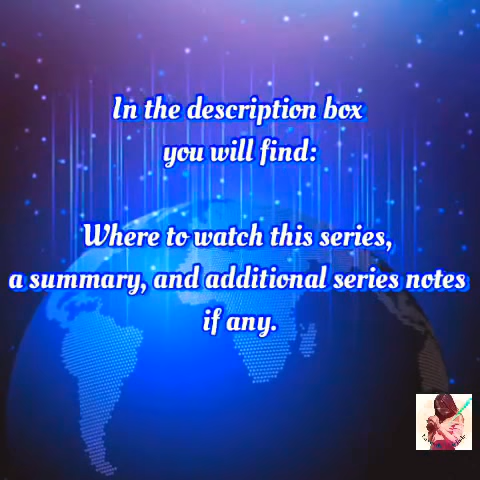 In the description box
you will find:
Where to watch this series,
a summary, and additional series notes
if any.